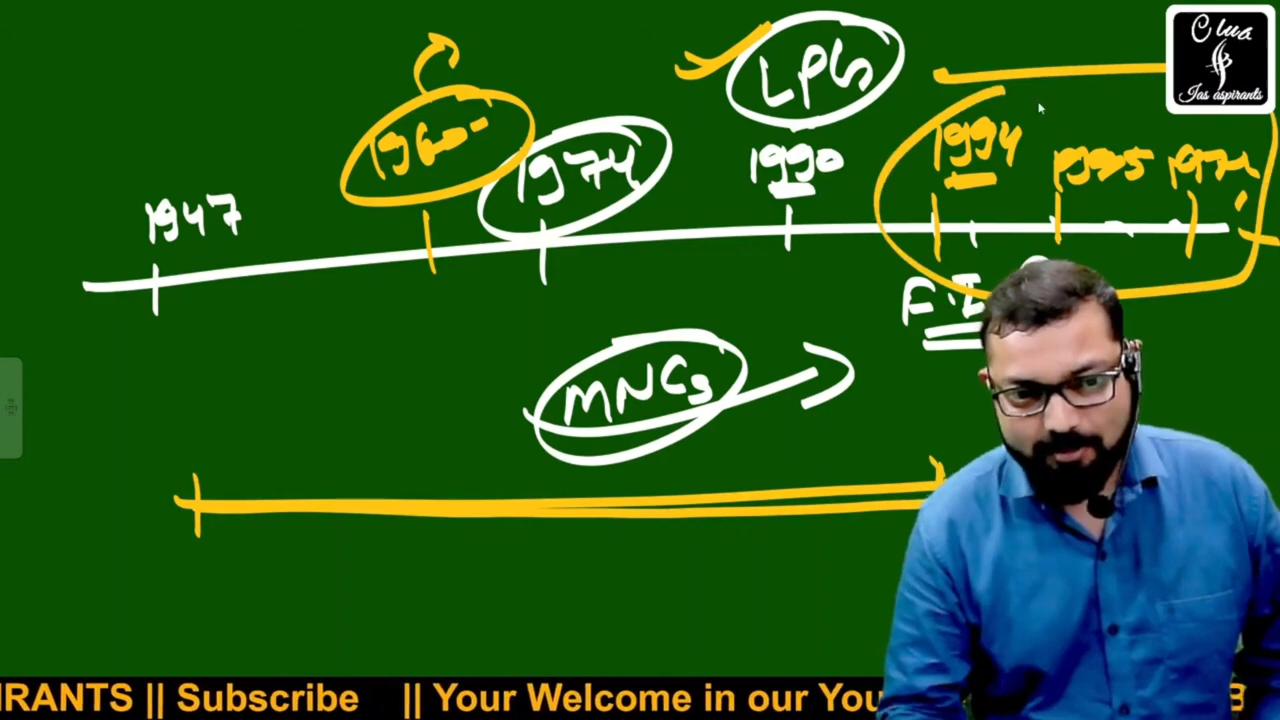 Clua
Ias aspirants
LPG
1960-
1974
1990
1994
1995
1947
F.I
MNCs
IRANTS || Subscribe || Your Welcome in our You